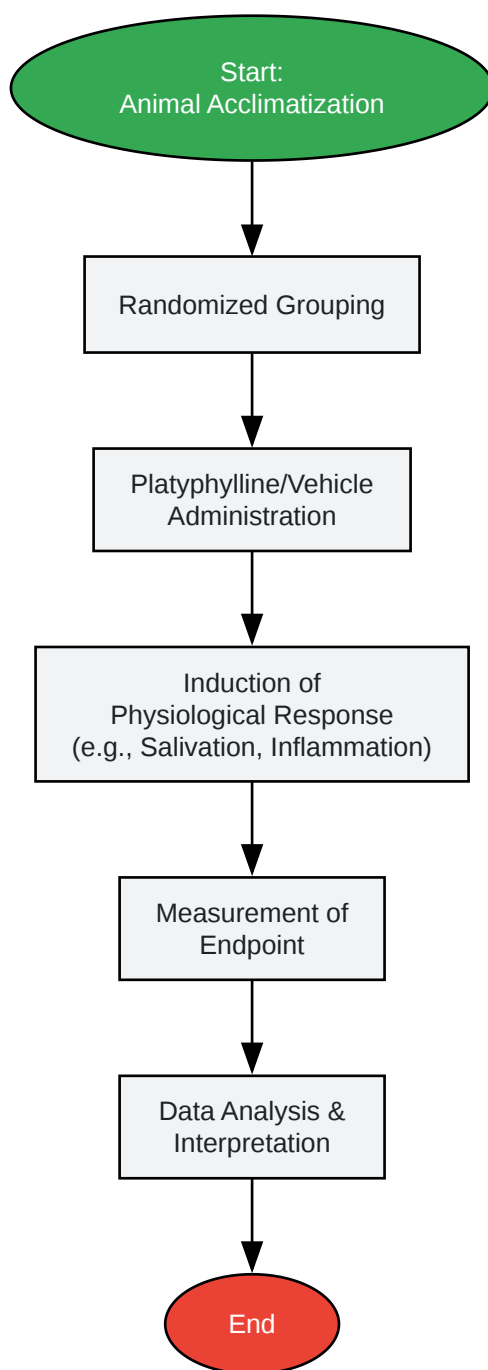 Start:
Animal Acclimatization
Randomized Grouping
Platyphylline/Vehicle
Administration
Induction of
Physiological Response
(e.g., Salivation, Inflammation)
Measurement of
Endpoint
Data Analysis &
Interpretation
End